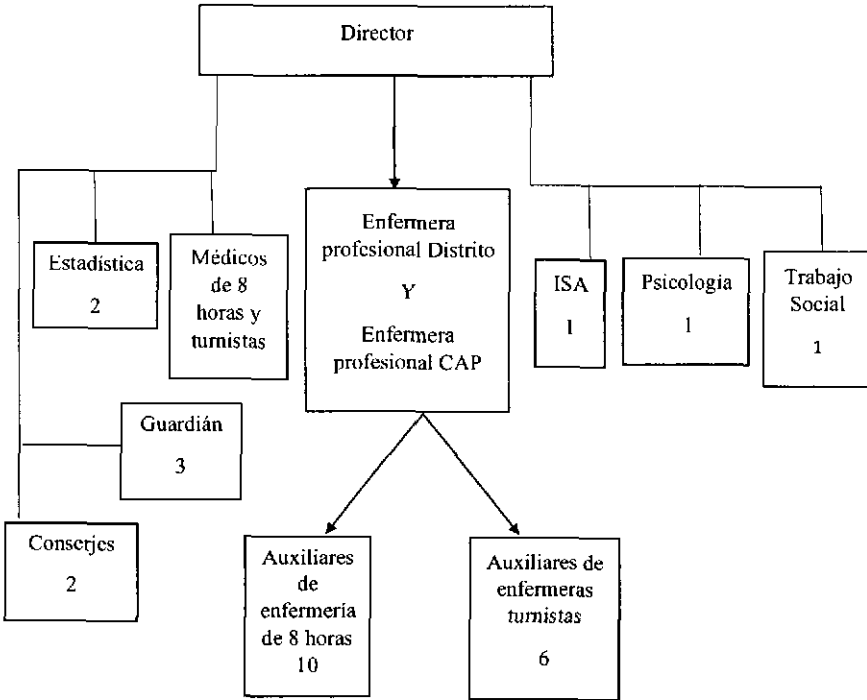 Director
Estadística
2
Médicos
de 8
horas y
turnistas
Enfermera
profesional Distrito
Y
Enfermera
profesional CAP
ISA
1
Psicologia
1
Trabajo
Social
1
Guardián
3
Conserjes
2
Auxiliares
de
enfermería
de 8 horas
10
Auxiliares de
enfermeras
turnistas
6